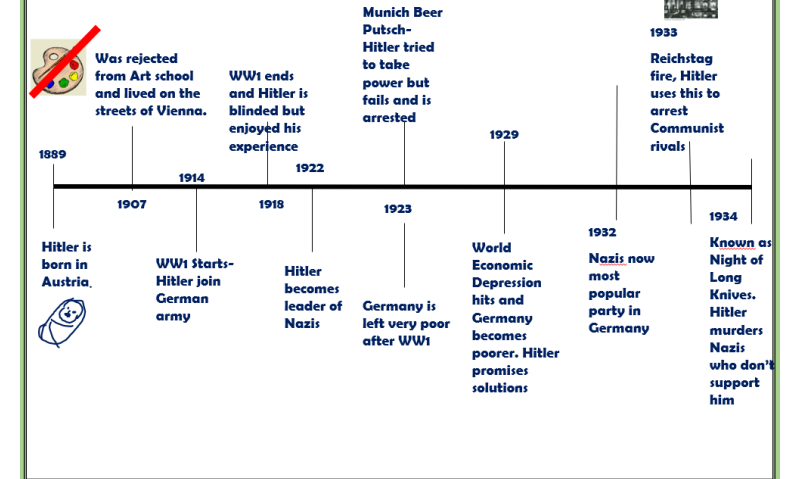 Munich Beer
Putsch-
Hitler tried
to take
power but
fails and is
arrested
1933
Reichstag
fire, Hitler
uses this to
arrest
Communist
rivals
Was rejected
from Art school
and lived on the
streets of Vienna.
WW1 ends
and Hitler is
blinded but
enjoyed his
experience
1889
1914
1922
1929
1907
1918
1923
1932
1934
Hitler is
born in
Austria.
WW1 Starts-
Hitler join
German
army
Hitler
becomes
leader of
Nazis
Germany is
left very poor
after WW1
World
Economic
Depression
hits and
Germany
becomes
poorer. Hitler
promises
solutions
Nazis now
most
popular
party in
Germany
Known as
Night of
Long
Knives.
Hitler
murders
Nazis
who don't
support
him